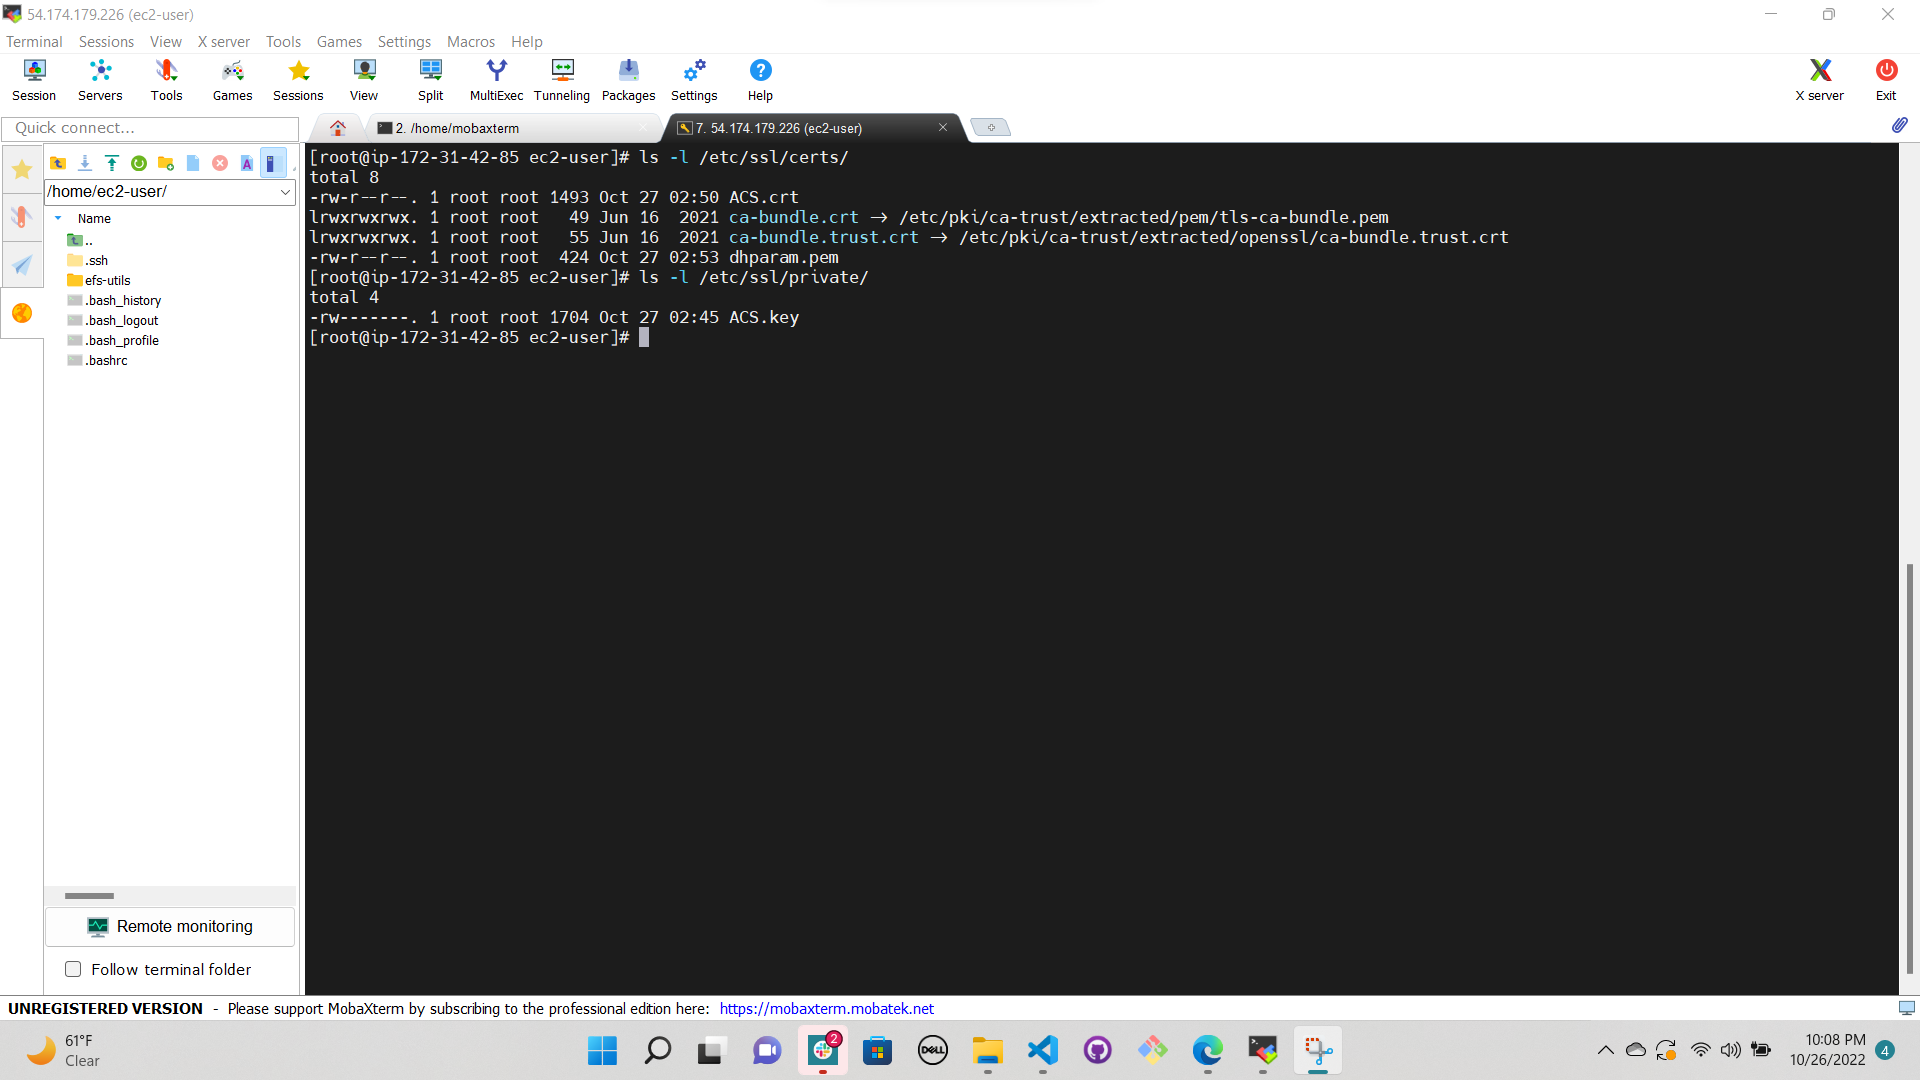 54.174.179.226 (ec2-user)
Terminal Sessions View X server Tools Games Settings Macros Help
Session Servers Tools Games Sessions View Split MultiExec Tunneling Packages Settings Help X server Exit
Quick connect...
2. /home/mobaxterm
7. 54.174.179.226 (ec2-user)
/home/ec2-user/
Name
..
.ssh
efs-utils
.bash_history
.bash_logout
.bash_profile
.bashrc
[root@ip-172-31-42-85 ec2-user]# ls -l /etc/ssl/certs/
total 8
-rw-r--r--. 1 root root 1493 Oct 27 02:50 ACS.crt
lrwxrwxrwx. 1 root root   49 Jun 16  2021 ca-bundle.crt -> /etc/pki/ca-trust/extracted/pem/tls-ca-bundle.pem
lrwxrwxrwx. 1 root root   55 Jun 16  2021 ca-bundle.trust.crt -> /etc/pki/ca-trust/extracted/openssl/ca-bundle.trust.crt
-rw-r--r--. 1 root root  424 Oct 27 02:53 dhparam.pem
[root@ip-172-31-42-85 ec2-user]# ls -l /etc/ssl/private/
total 4
-rw-------. 1 root root 1704 Oct 27 02:45 ACS.key
[root@ip-172-31-42-85 ec2-user]#
Remote monitoring
Follow terminal folder
UNREGISTERED VERSION - Please support MobaXterm by subscribing to the professional edition here: https://mobaxterm.mobatek.net
61°F
Clear
2
DELL
10:08 PM
10/26/2022
4